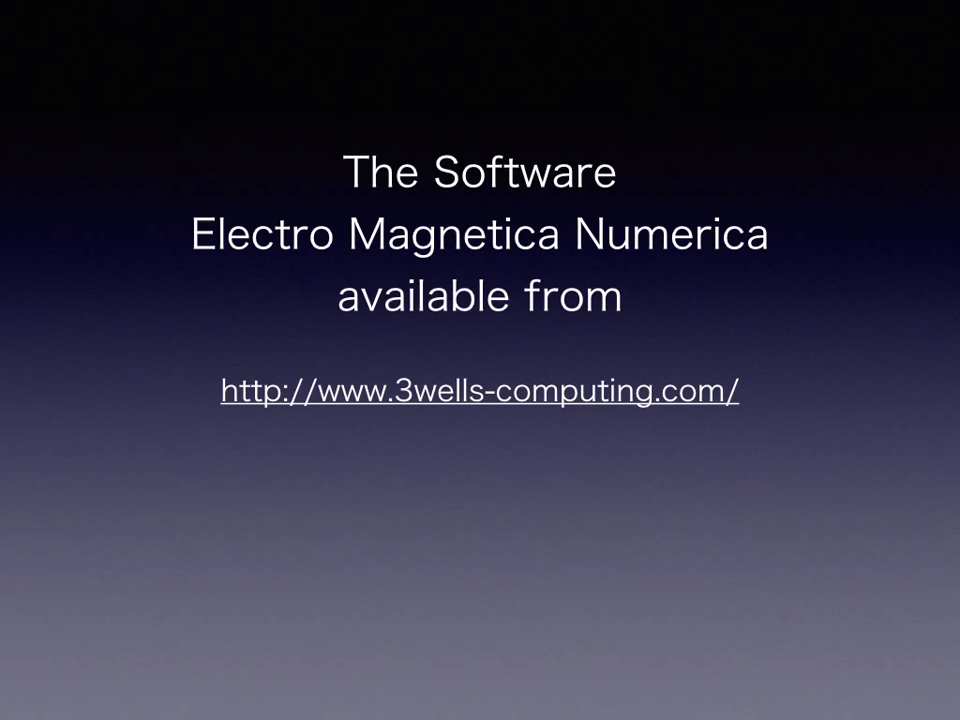 The Software
Electro Magnetica Numerica
available from
http://www.3wells-computing.com/